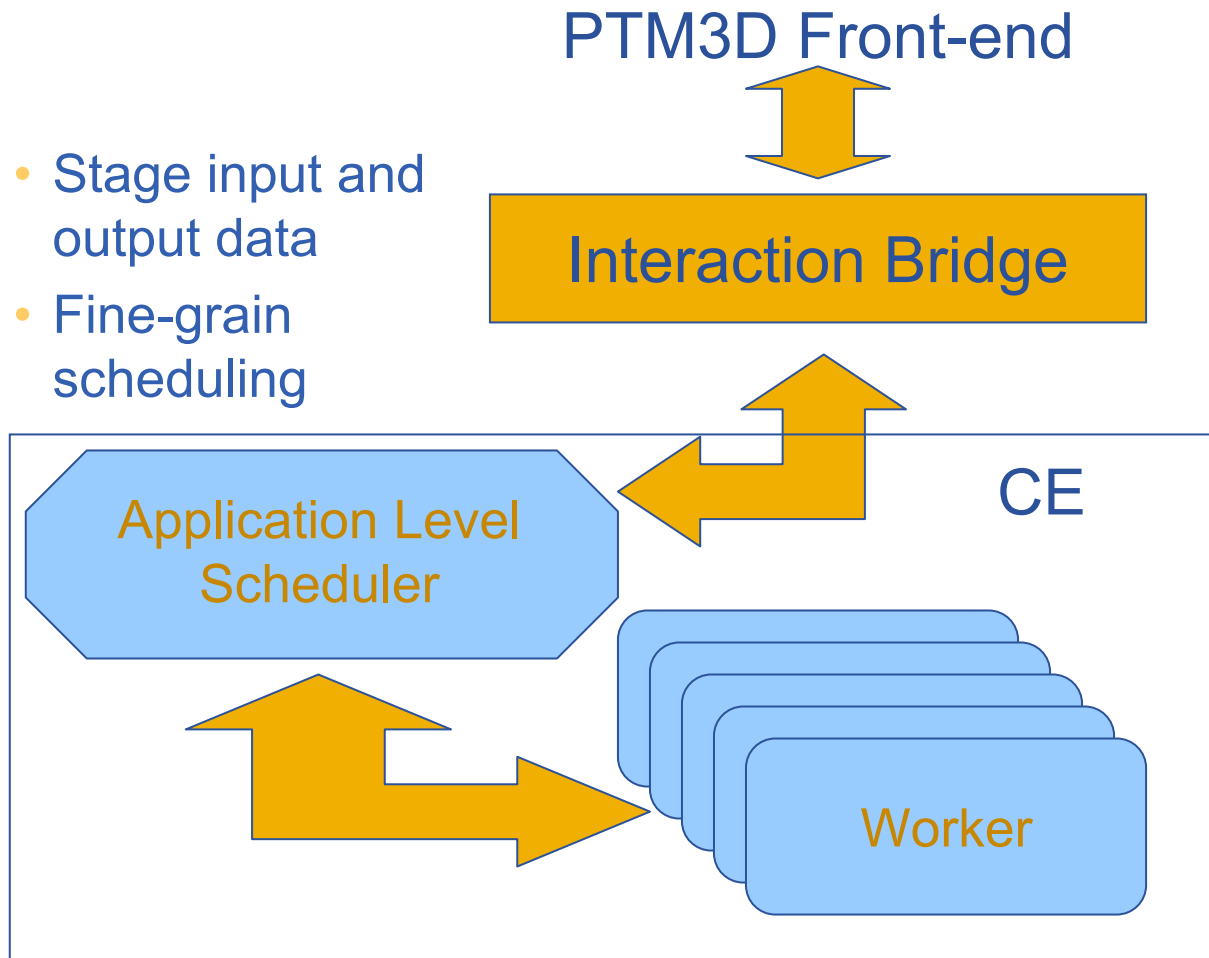 PTM3D Front-end
• Stage input and
output data
• Fine-grain
scheduling
Interaction Bridge
CE
Application Level
Scheduler
Worker